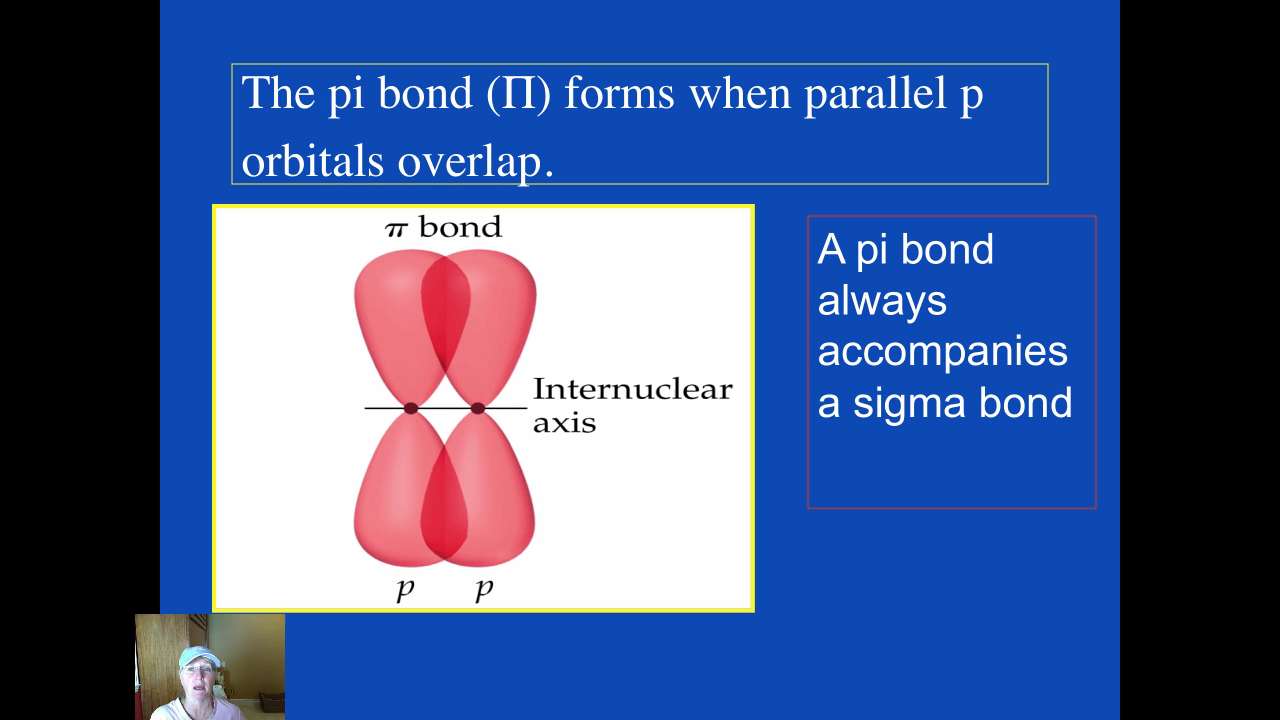 The pi bond (Π) forms when parallel p
orbitals overlap.
π bond
Internuclear
axis
p p
A pi bond
always
accompanies
a sigma bond